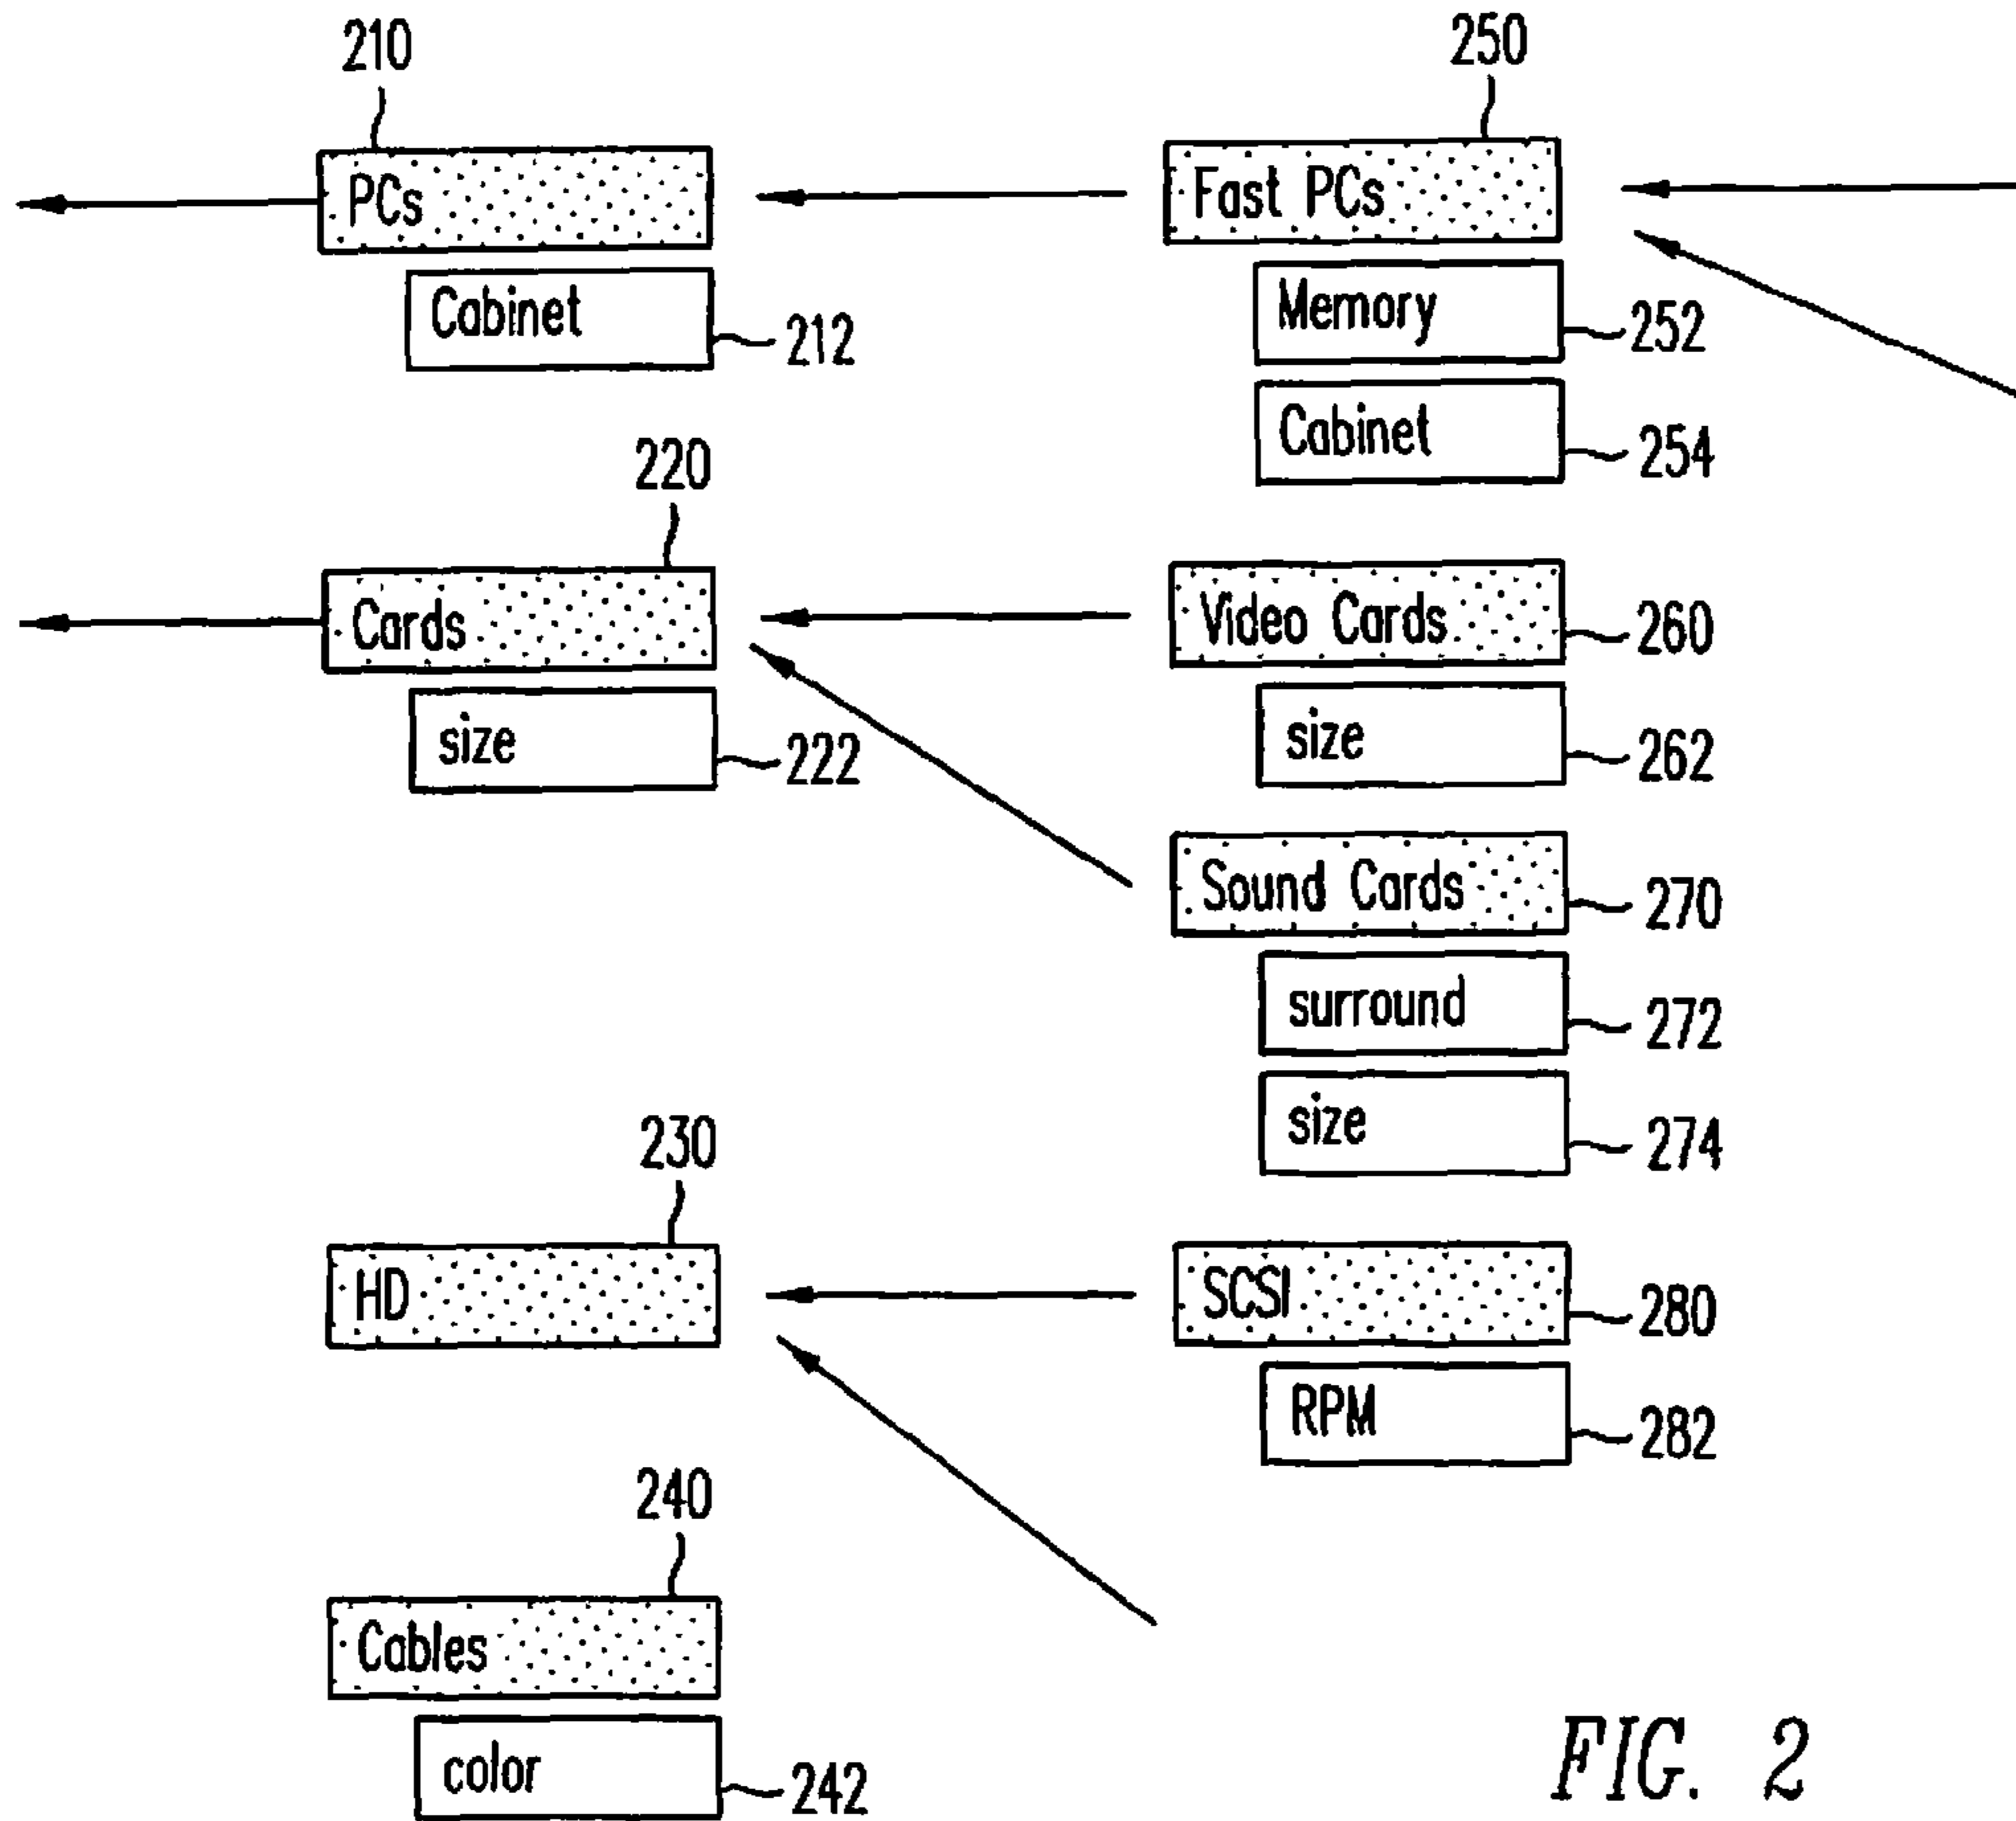 210
250
PCs
Fast PCs
Cabinet
212
Memory
252
Cabinet
254
220
Cards
Video Cards
260
size
222
size
262
Sound Cards
270
surround
272
size
274
230
HD
SCSI
280
RPM
282
240
Cables
color
242
FIG. 2